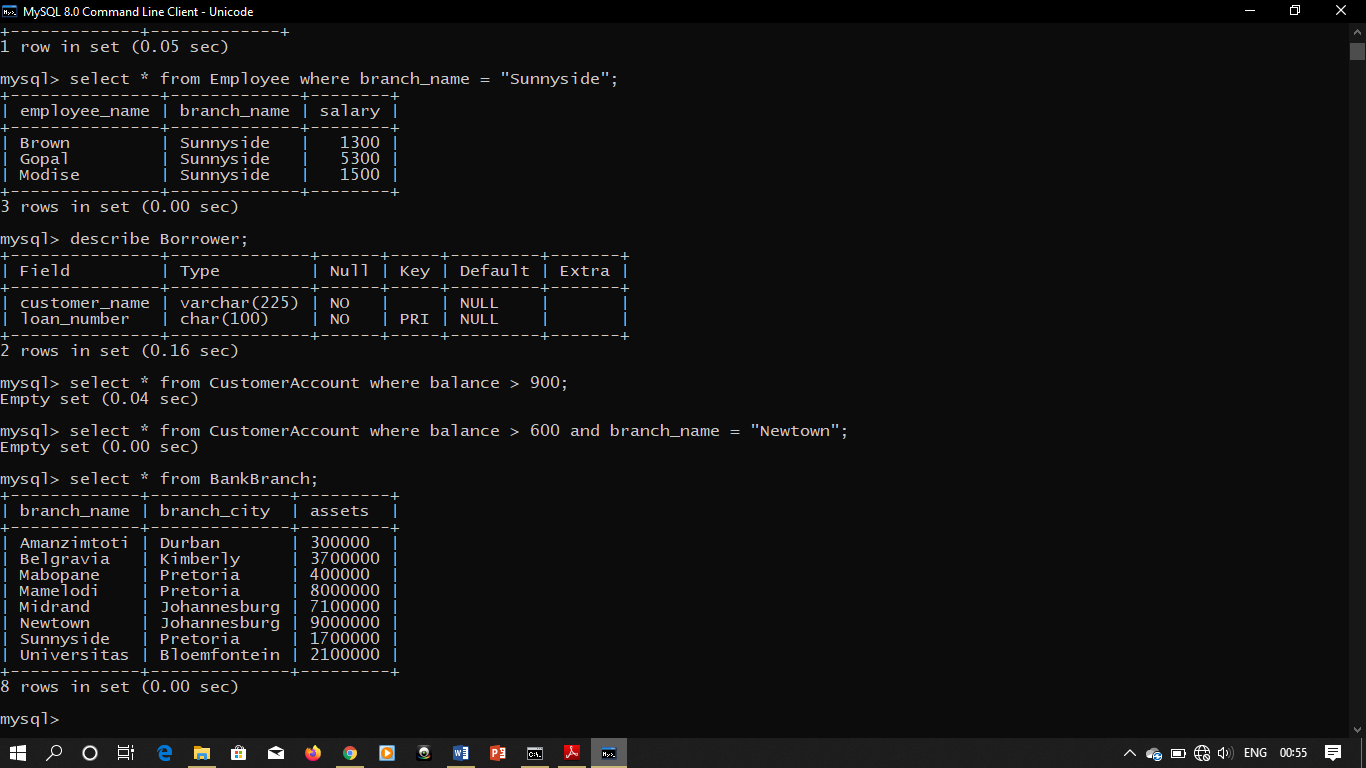 MySQL 8.0 Command Line Client - Unicode
+-------------+-------------+
1 row in set (0.05 sec)
mysql> select * from Employee where branch_name = "Sunnyside";
+---------------+-------------+--------+
| employee_name | branch_name | salary |
+---------------+-------------+--------+
| Brown         | Sunnyside   |   1300 |
| Gopal         | Sunnyside   |   5300 |
| Modise        | Sunnyside   |   1500 |
+---------------+-------------+--------+
3 rows in set (0.00 sec)
mysql> describe Borrower;
+---------------+--------------+------+-----+---------+-------+
| Field         | Type         | Null | Key | Default | Extra |
+---------------+--------------+------+-----+---------+-------+
| customer_name | varchar(225) | NO   |     | NULL    |       |
| loan_number   | char(100)    | NO   | PRI | NULL    |       |
+---------------+--------------+------+-----+---------+-------+
2 rows in set (0.16 sec)
mysql> select * from CustomerAccount where balance > 900;
Empty set (0.04 sec)
mysql> select * from CustomerAccount where balance > 600 and branch_name = "Newtown";
Empty set (0.00 sec)
mysql> select * from BankBranch;
+-------------+--------------+---------+
| branch_name | branch_city  | assets  |
+-------------+--------------+---------+
| Amanzimtoti | Durban       | 300000  |
| Belgravia   | Kimberly     | 3700000 |
| Mabopane    | Pretoria     | 400000  |
| Mamelodi    | Pretoria     | 8000000 |
| Midrand     | Johannesburg | 7100000 |
| Newtown     | Johannesburg | 9000000 |
| Sunnyside   | Pretoria     | 1700000 |
| Universitas | Bloemfontein | 2100000 |
+-------------+--------------+---------+
8 rows in set (0.00 sec)
mysql>
ENG 00:55